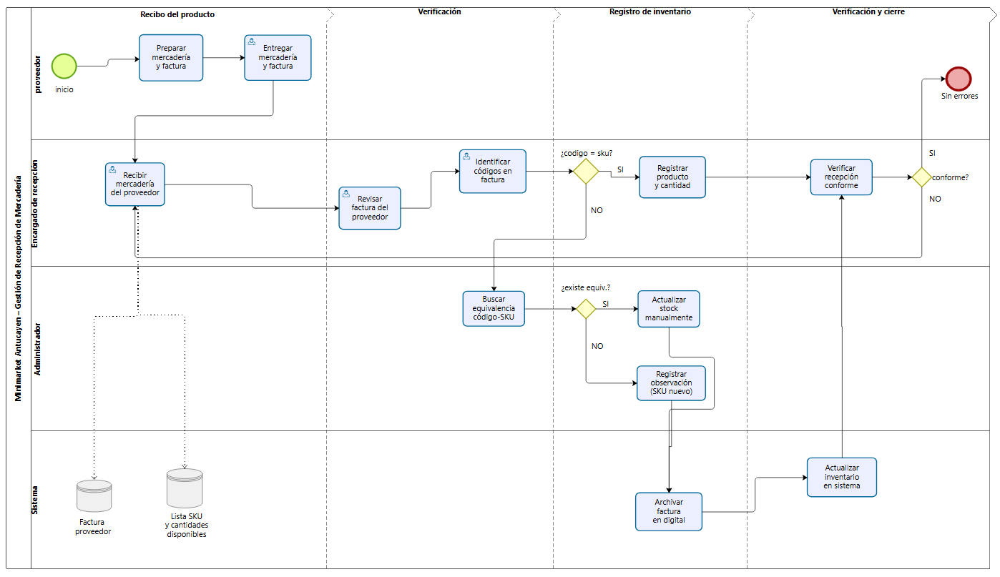 Recibo del producto
Verificación
Registro de inventario
Verificación y cierre
Minimarket Antucayen – Gestión de Recepción de Mercadería
proveedor
inicio
Preparar
mercadería
y factura
Entregar
mercadería
y factura
Sin errores
Encargado de recepción
Recibir
mercadería
del proveedor
Revisar
factura del
proveedor
Identificar
códigos en
factura
¿codigo = sku?
SI
NO
Registrar
producto
y cantidad
Verificar
recepción
conforme
SI
conforme?
NO
Administrador
Buscar
equivalencia
código-SKU
¿existe equiv.?
SI
NO
Actualizar
stock
manualmente
Registrar
observación
(SKU nuevo)
Sistema
Factura
proveedor
Lista SKU
y cantidades
disponibles
Archivar
factura
en digital
Actualizar
inventario
en sistema